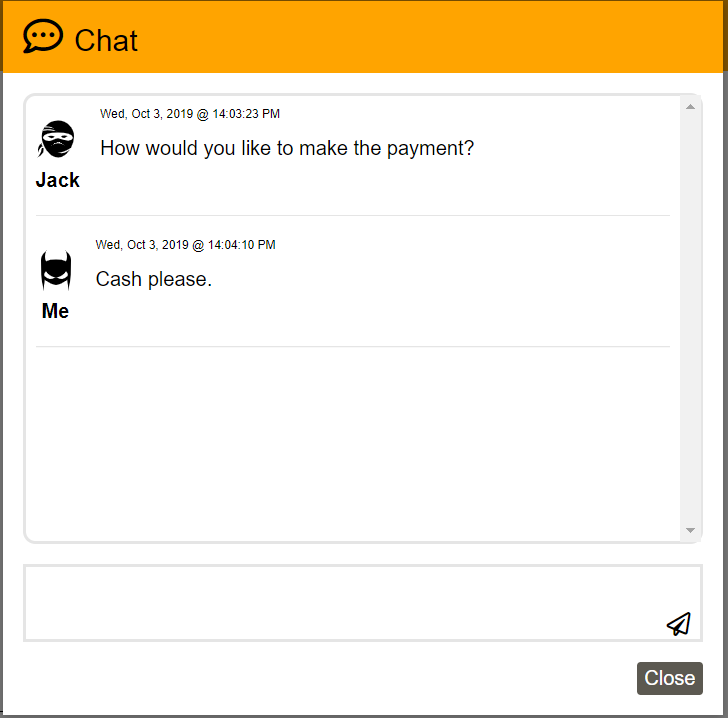 Chat
Wed, Oct 3, 2019 @ 14:03:23 PM
How would you like to make the payment?
Jack
Wed, Oct 3, 2019 @ 14:04:10 PM
Cash please.
Me
Close